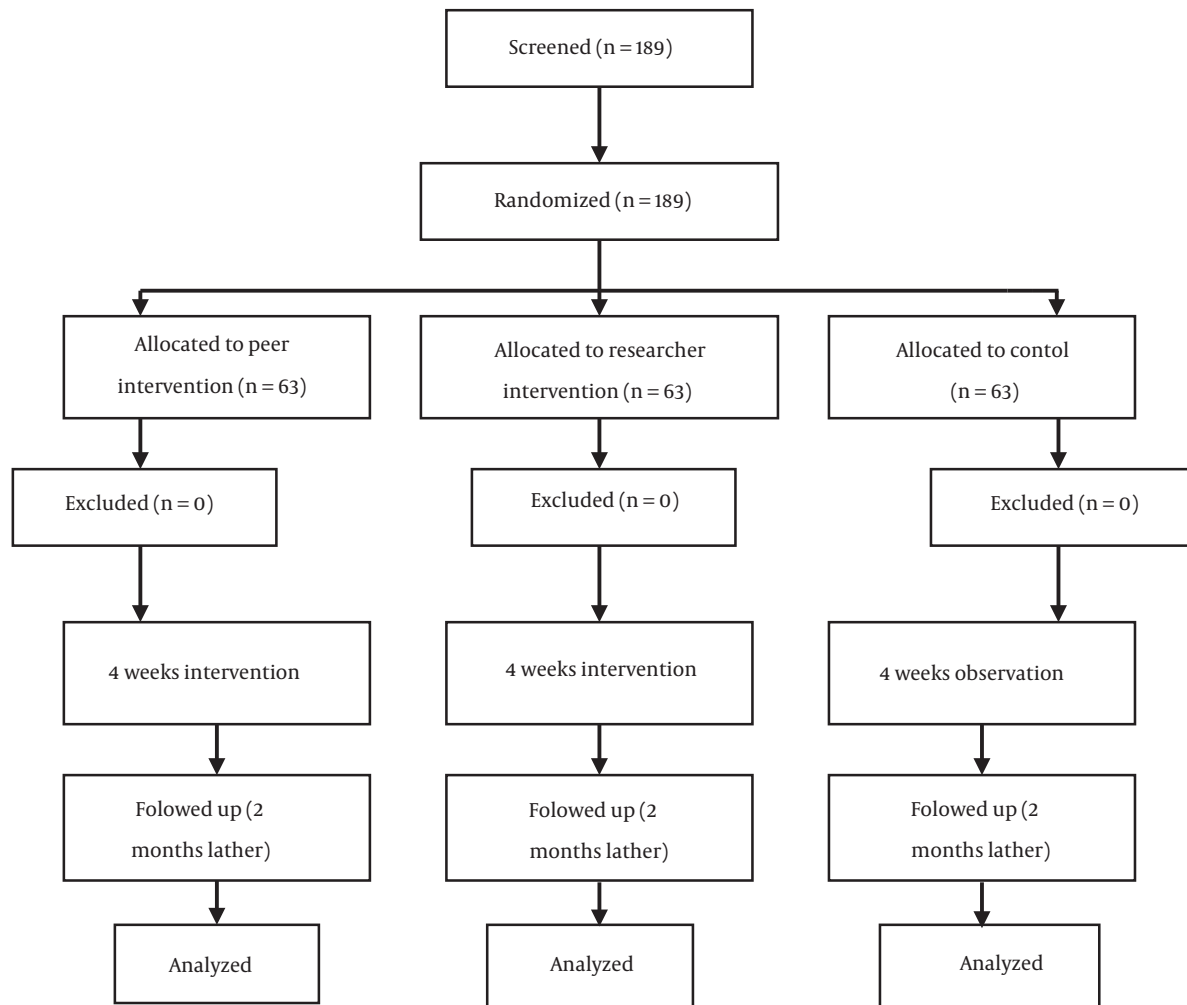 Screened (n = 189)
Randomized (n = 189)
Allocated to peer
intervention (n = 63)
Allocated to researcher
intervention (n = 63)
Allocated to contol
(n = 63)
Excluded (n = 0)
Excluded (n = 0)
Excluded (n = 0)
4 weeks intervention
4 weeks intervention
4 weeks observation
Folowed up (2
months lather)
Folowed up (2
months lather)
Folowed up (2
months lather)
Analyzed
Analyzed
Analyzed